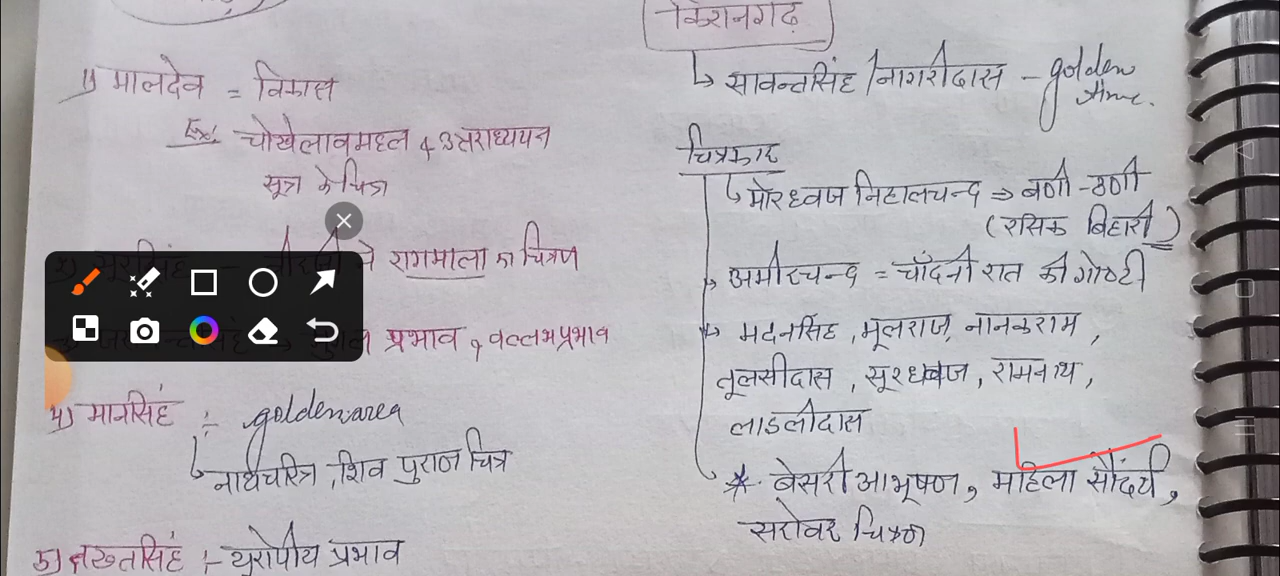 1) मालदेव = विकास
Ex. चोखेलावमहल & उत्तराध्ययन
सूत्र के चित्र
ने रागमाला का चित्रण
प्रभाव, वल्लभप्रभाव
4) मानसिंह :- golden area
नाथचरित्र, शिव पुराण चित्र
5) तख्तसिंह :- यूरोपीय प्रभाव
किशनगढ़
सावन्तसिंह/नागरीदास - golden
time.
चित्रकार
मोरध्वज निहालचन्द ⇒ बणी-ठणी
(रसिक बिहारी)
अमीरचन्द = चाँदनी रात की गोष्ठी
मदनसिंह, मूलराज, नानकराम,
तूलसीदास, सूरध्वज, रामनाथ,
लाडलीदास
* बेसरी आभूषण, महिला सौंदर्य,
सरोवर चित्रण